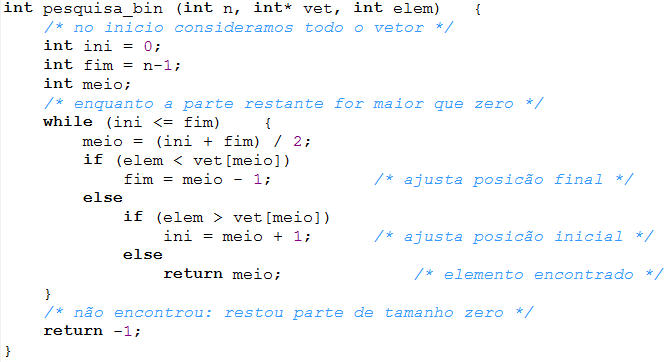 int pesquisa_bin (int n, int* vet, int elem)   {
    /* no inicio consideramos todo o vetor */
    int ini = 0;
    int fim = n-1;
    int meio;
    /* enquanto a parte restante for maior que zero */
    while (ini <= fim)    {
        meio = (ini + fim) / 2;
        if (elem < vet[meio])
            fim = meio - 1;          /* ajusta posicão final */
        else
            if (elem > vet[meio])
                ini = meio + 1;      /* ajusta posicão inicial */
            else
                return meio;             /* elemento encontrado */
    }
    /* não encontrou: restou parte de tamanho zero */
    return -1;
}